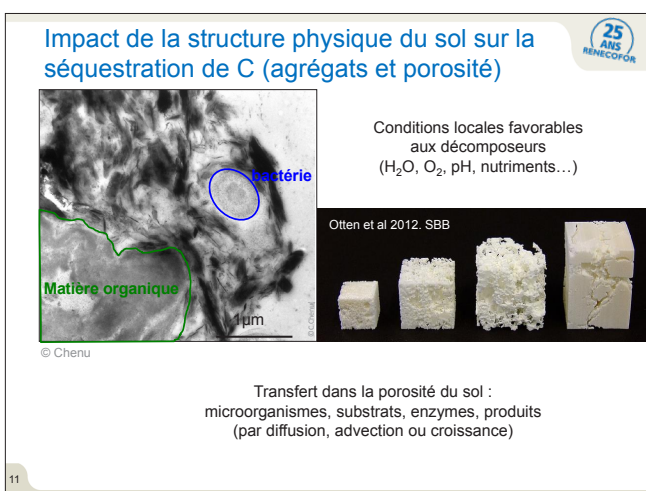 Impact de la structure physique du sol sur la
séquestration de C (agrégats et porosité)
25
ANS
RENECOFOR
bactérie
Matière organique
1µm
© Chenu
Conditions locales favorables
aux décomposeurs
(H₂O, O₂, pH, nutriments…)
Otten et al 2012. SBB
Transfert dans la porosité du sol :
microorganismes, substrats, enzymes, produits
(par diffusion, advection ou croissance)
11